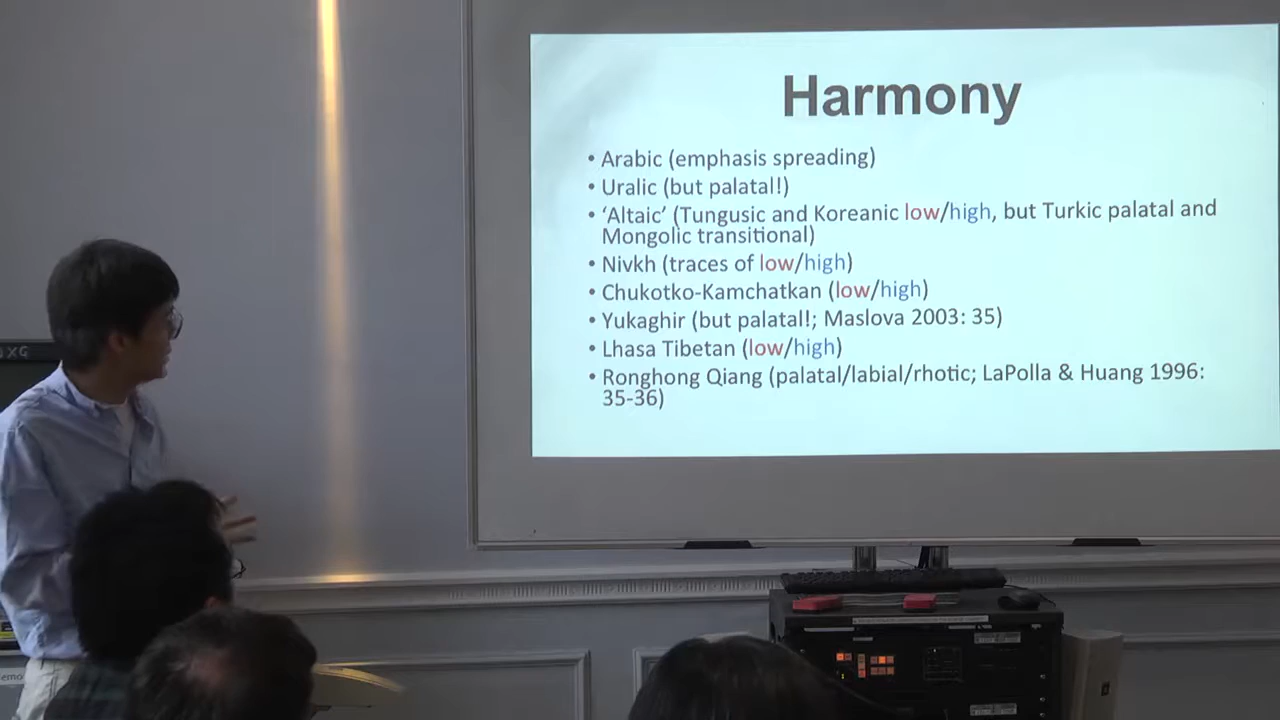 Harmony
• Arabic (emphasis spreading)
• Uralic (but palatal!)
• ‘Altaic’ (Tungusic and Koreanic low/high, but Turkic palatal and
Mongolic transitional)
• Nivkh (traces of low/high)
• Chukotko-Kamchatkan (low/high)
• Yukaghir (but palatal!; Maslova 2003: 35)
• Lhasa Tibetan (low/high)
• Ronghong Qiang (palatal/labial/rhotic; LaPolla & Huang 1996:
35-36)